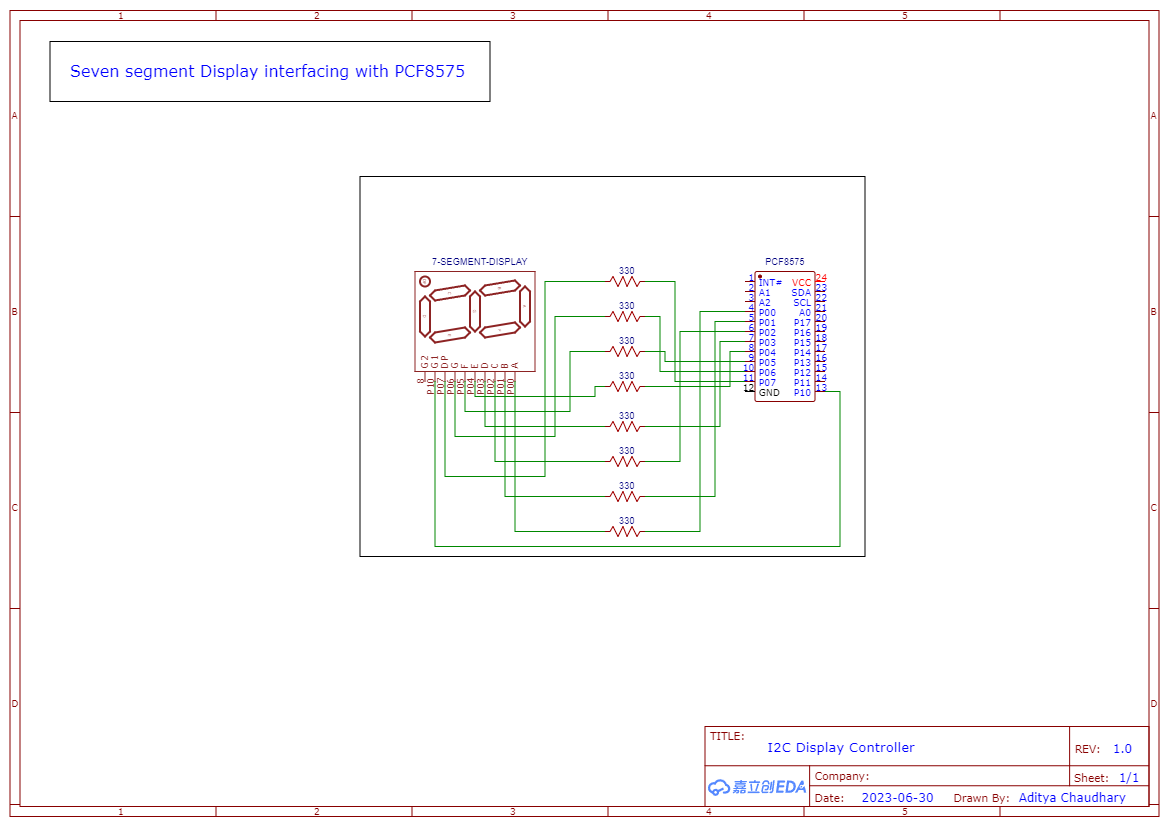 1 2 3 4 5
Seven segment Display interfacing with PCF8575
A A
7-SEGMENT-DISPLAY
PCF8575
330
330
330
330
330
330
330
330
G2 G1 DP G F E D C B A
8 P10 P07 P06 P05 P04 P03 P02 P01 P00
1 INT# VCC 24
2 A1 SDA 23
3 A2 SCL 22
4 P00 A0 21
5 P01 P17 20
6 P02 P16 19
7 P03 P15 18
8 P04 P14 17
9 P05 P13 16
10 P06 P12 15
11 P07 P11 14
12 GND P10 13
B B
C C
D D
TITLE:
I2C Display Controller
REV: 1.0
嘉立创EDA
Company:
Sheet: 1/1
Date: 2023-06-30 Drawn By: Aditya Chaudhary
1 2 3 4 5